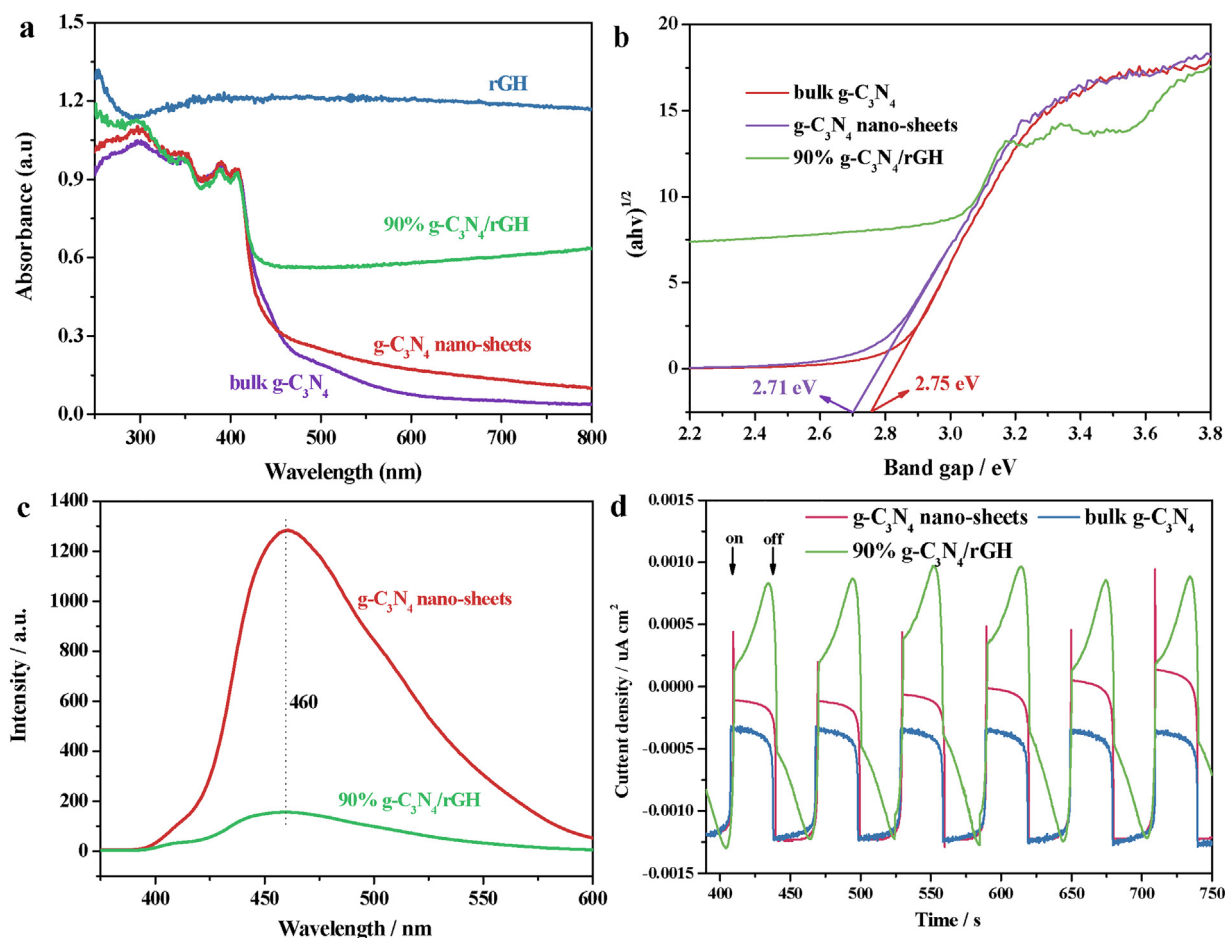 a
1.5
1.2
0.9
0.6
0.3
0.0
Absorbance (a.u)
rGH
90% g-C₃N₄/rGH
g-C₃N₄ nano-sheets
bulk g-C₃N₄
300 400 500 600 700 800
Wavelength (nm)
b
20
15
10
5
0
(ahv)^1/2
bulk g-C₃N₄
g-C₃N₄ nano-sheets
90% g-C₃N₄/rGH
2.71 eV
2.75 eV
2.2 2.4 2.6 2.8 3.0 3.2 3.4 3.6 3.8
Band gap / eV
c
1400
1300
1200
1100
1000
900
800
700
600
500
400
300
200
100
0
Intensity / a.u.
g-C₃N₄ nano-sheets
460
90% g-C₃N₄/rGH
400 450 500 550 600
Wavelength / nm
d
0.0015
0.0010
0.0005
0.0000
-0.0005
-0.0010
-0.0015
Cuttent density / uA cm²
g-C₃N₄ nano-sheets
bulk g-C₃N₄
90% g-C₃N₄/rGH
on
off
400 450 500 550 600 650 700 750
Time / s